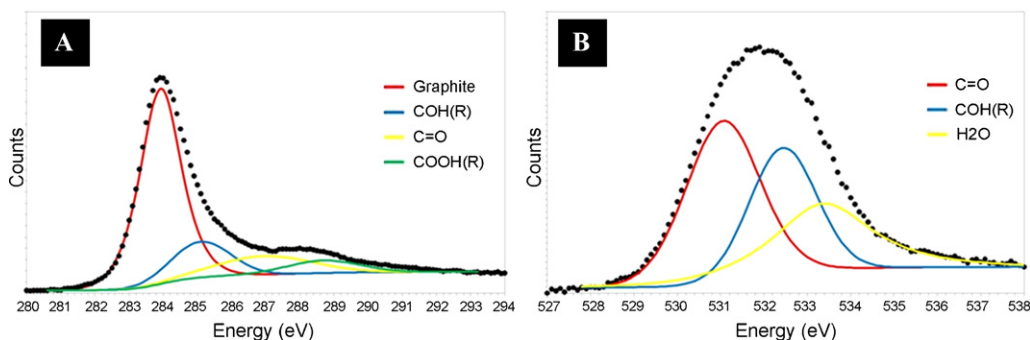 A
Graphite
COH(R)
C=O
COOH(R)
Counts
280 281 282 283 284 285 286 287 288 289 290 291 292 293 294
Energy (eV)
B
C=O
COH(R)
H2O
Counts
527 528 529 530 531 532 533 534 535 536 537 538
Energy (eV)